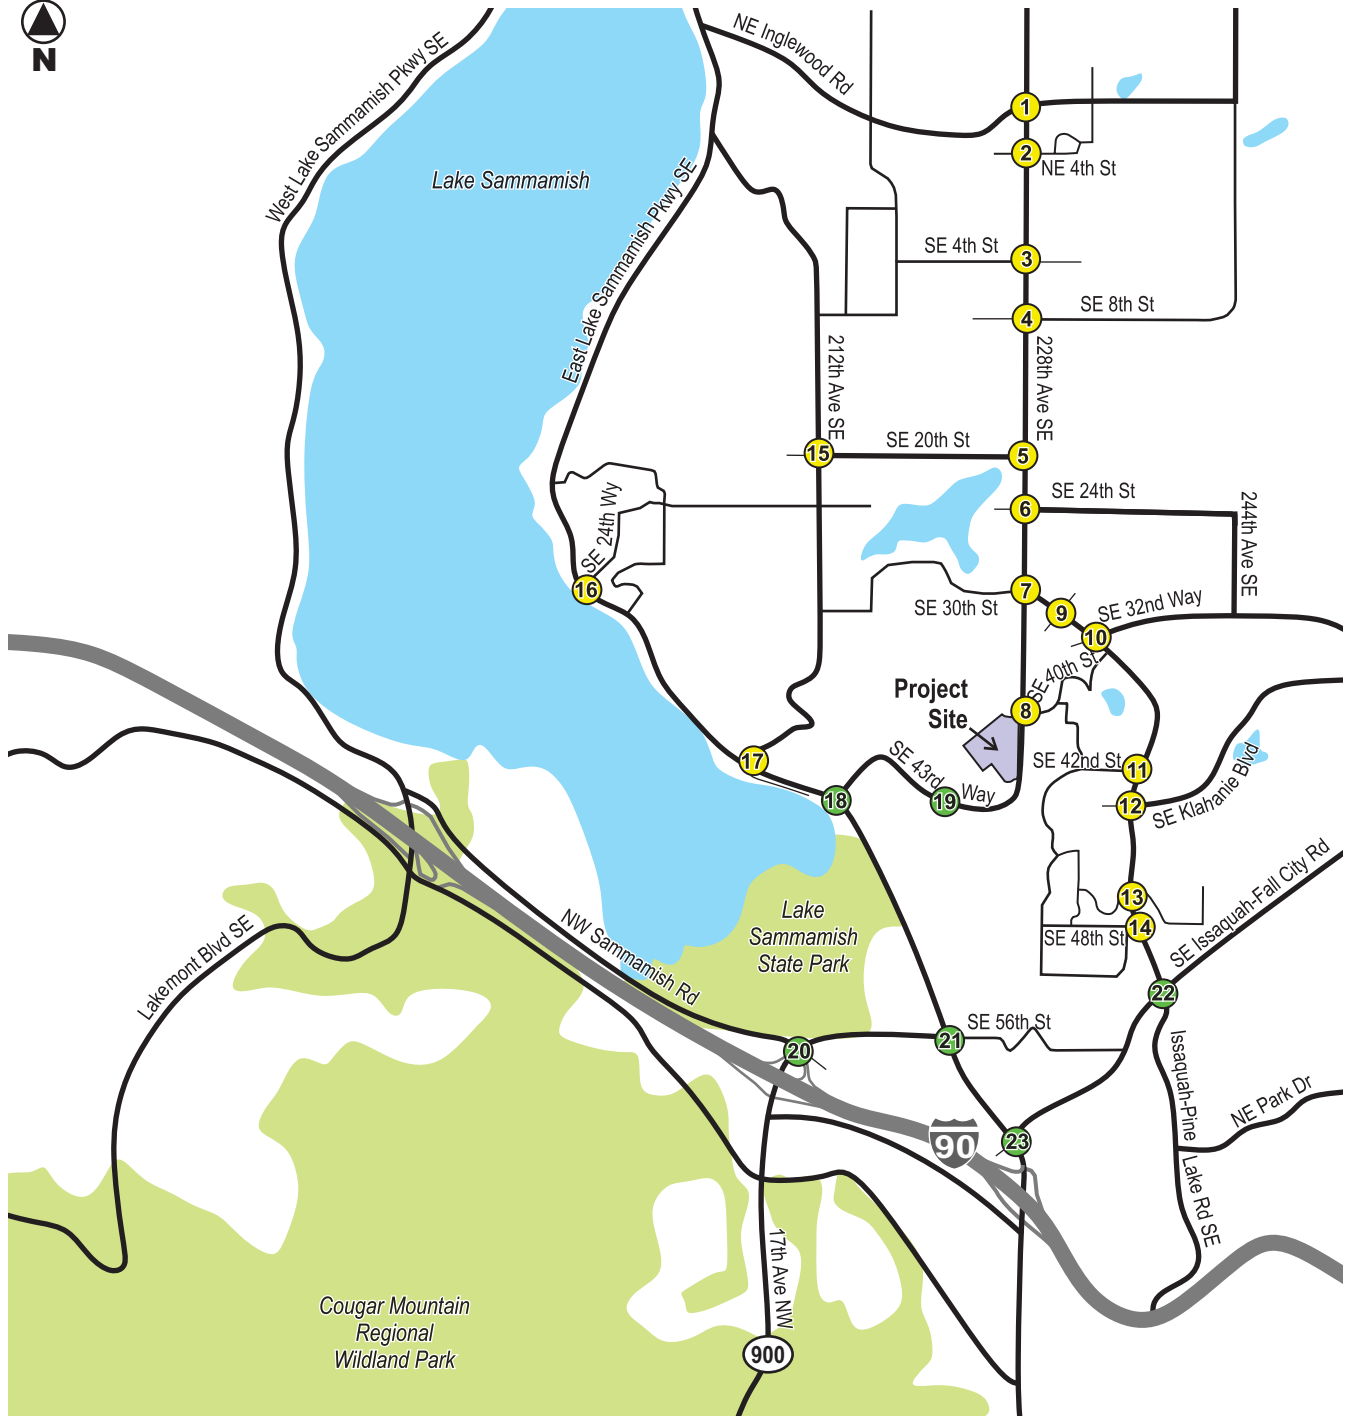 N
West Lake Sammamish Pkwy SE
NE Inglewood Rd
1
2
NE 4th St
Lake Sammamish
East Lake Sammamish Pkwy SE
SE 4th St
3
SE 8th St
4
212th Ave SE
228th Ave SE
15
SE 20th St
5
SE 24th St
6
244th Ave SE
SE 24th Wy
16
7
SE 30th St
9
SE 32nd Way
10
SE 40th St
Project
Site
8
17
SE 43rd Way
SE 42nd St
11
18
19
12
SE Klahanie Blvd
SE Issaquah-Fall City Rd
13
14
SE 48th St
Lake
Sammamish
State Park
NW Sammamish Rd
Lakemont Blvd SE
22
SE 56th St
20
21
Issaquah-Pine Lake Rd SE
NE Park Dr
23
90
17th Ave NW
Cougar Mountain
Regional
Wildland Park
900